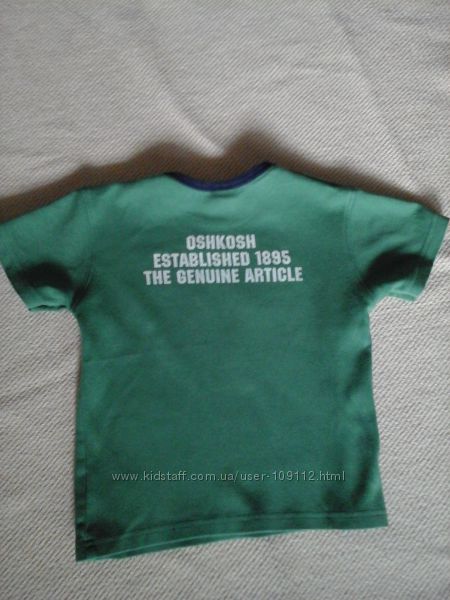 OSHKOSH
ESTABLISHED 1895
THE GENUINE ARTICLE
www.kidstaff.com.ua/user-109112.html